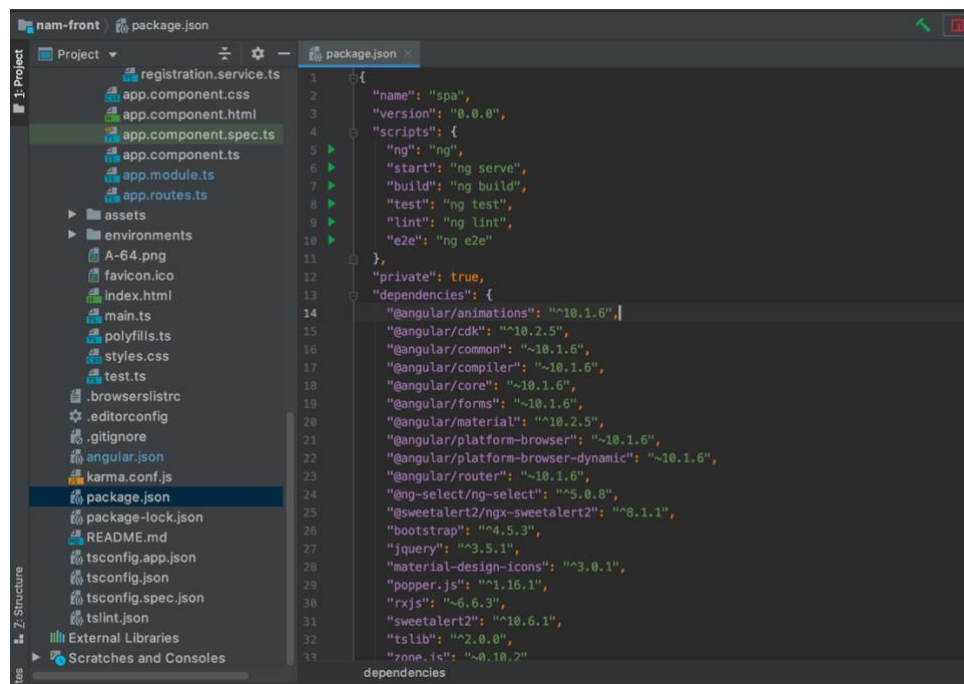 nam-front package.json
1: Project
Project
package.json
registration.service.ts
app.component.css
app.component.html
app.component.spec.ts
app.component.ts
app.module.ts
app.routes.ts
assets
environments
A-64.png
favicon.ico
index.html
main.ts
polyfills.ts
styles.css
test.ts
.browserslistrc
.editorconfig
.gitignore
angular.json
karma.conf.js
package.json
package-lock.json
README.md
tsconfig.app.json
tsconfig.json
tsconfig.spec.json
tslint.json
External Libraries
Scratches and Consoles
Z: Structure
1 {
2 "name": "spa",
3 "version": "0.0.0",
4 "scripts": {
5 "ng": "ng",
6 "start": "ng serve",
7 "build": "ng build",
8 "test": "ng test",
9 "lint": "ng lint",
10 "e2e": "ng e2e"
11 },
12 "private": true,
13 "dependencies": {
14 "@angular/animations": "^10.1.6",
15 "@angular/cdk": "^10.2.5",
16 "@angular/common": "~10.1.6",
17 "@angular/compiler": "~10.1.6",
18 "@angular/core": "~10.1.6",
19 "@angular/forms": "~10.1.6",
20 "@angular/material": "^10.2.5",
21 "@angular/platform-browser": "~10.1.6",
22 "@angular/platform-browser-dynamic": "~10.1.6",
23 "@angular/router": "~10.1.6",
24 "@ng-select/ng-select": "^5.0.8",
25 "@sweetalert2/ngx-sweetalert2": "^8.1.1",
26 "bootstrap": "^4.5.3",
27 "jquery": "^3.5.1",
28 "material-design-icons": "^3.0.1",
29 "popper.js": "^1.16.1",
30 "rxjs": "~6.6.3",
31 "sweetalert2": "^10.6.1",
32 "tslib": "^2.0.0",
33 "zone.js": "~0.10.2"
dependencies